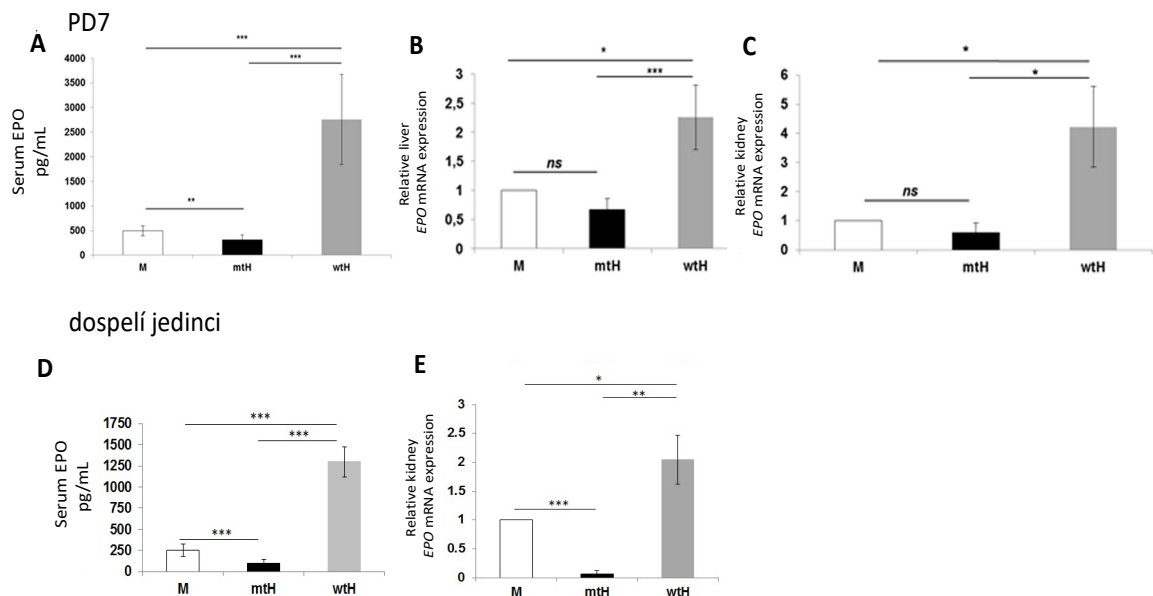 PD7
A
Serum EPO
pg/mL
***
***
**
4000
3500
3000
2500
2000
1500
1000
500
0
M mtH wtH
B
Relative liver
EPO mRNA expression
*
***
ns
3
2,5
2
1,5
1
0,5
0
M mtH wtH
C
Relative kidney
EPO mRNA expression
*
*
ns
6
5
4
3
2
1
0
M mtH wtH
dospelí jedinci
D
Serum EPO
pg/mL
***
***
***
1750
1500
1250
1000
750
500
250
0
M mtH wtH
E
Relative kidney
EPO mRNA expression
*
**
***
3
2.5
2
1.5
1
0.5
0
M mtH wtH